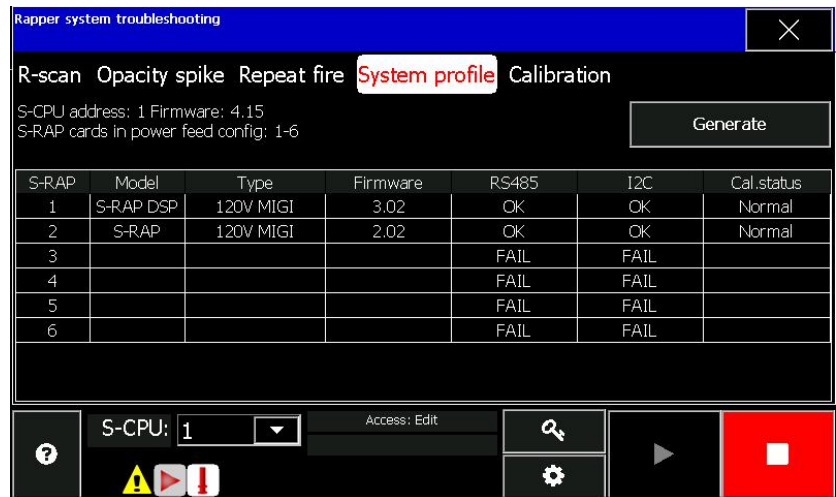 Rapper system troubleshooting
R-scan Opacity spike Repeat fire System profile Calibration
S-CPU address: 1 Firmware: 4.15
S-RAP cards in power feed config: 1-6
Generate
S-RAP Model Type Firmware RS485 I2C Cal.status
1 S-RAP DSP 120V MIGI 3.02 OK OK Normal
2 S-RAP 120V MIGI 2.02 OK OK Normal
3 FAIL FAIL
4 FAIL FAIL
5 FAIL FAIL
6 FAIL FAIL
S-CPU: 1
Access: Edit